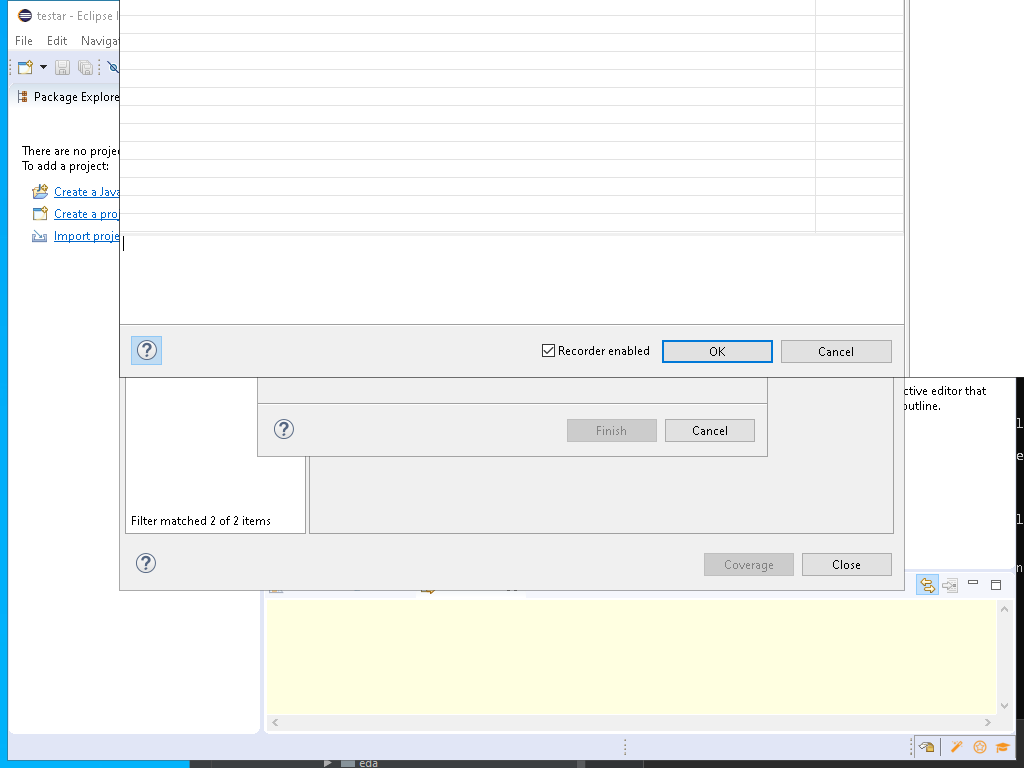 testar - Eclipse I
File Edit Naviga
Package Explore
There are no proje
To add a project:
Create a Java
Create a pro
Import proje
Recorder enabled
OK
Cancel
ctive editor that
outline.
Finish
Cancel
Filter matched 2 of 2 items
Coverage
Close
eda